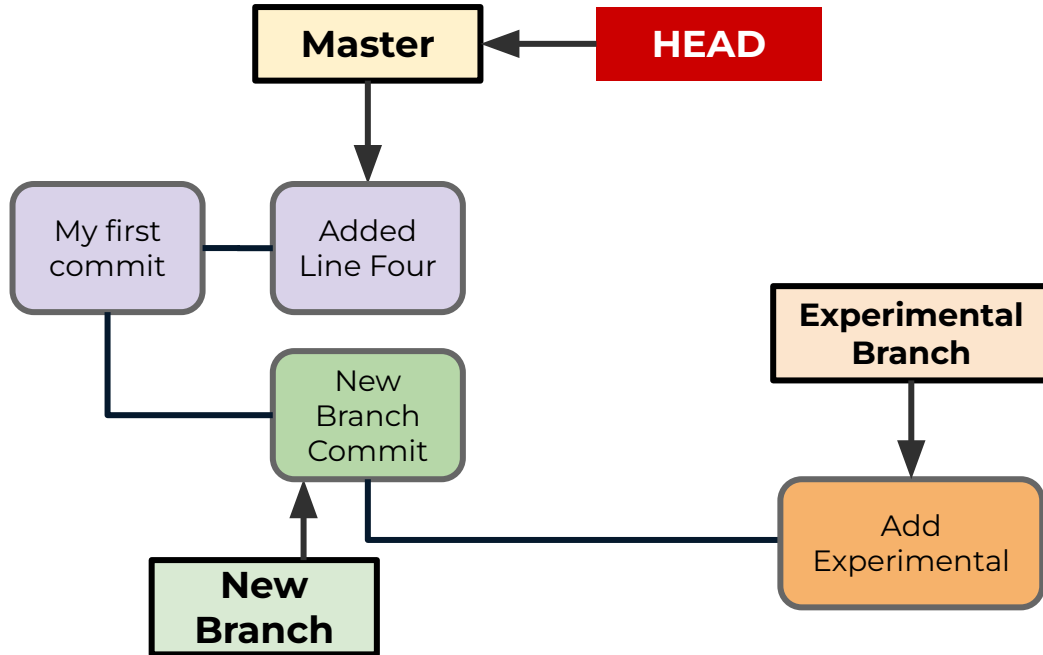 Master
HEAD
My first
commit
Added
Line Four
Experimental
Branch
New
Branch
Commit
Add
Experimental
New
Branch